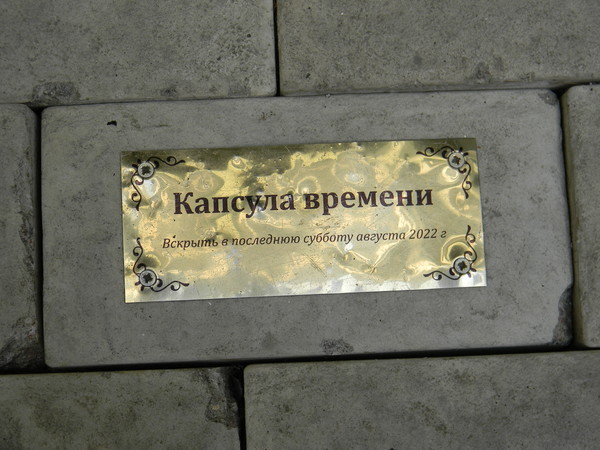 Капсула времени
Вскрыть в последнюю субботу августа 2022 г